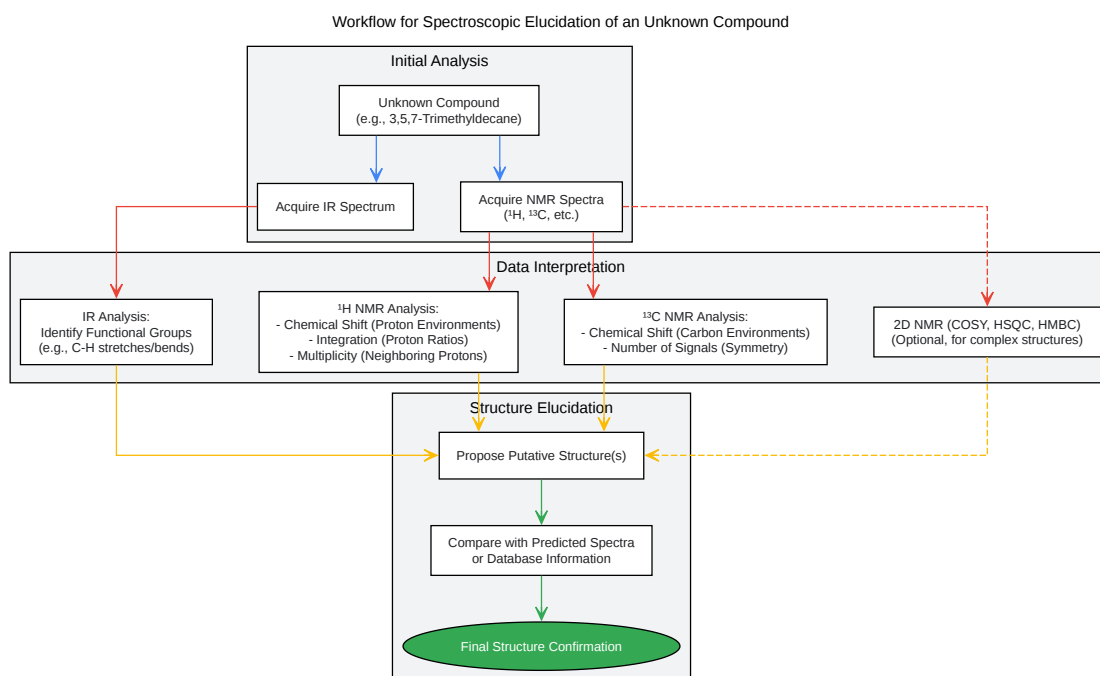 Workflow for Spectroscopic Elucidation of an Unknown Compound
Initial Analysis
Unknown Compound
(e.g., 3,5,7-Trimethyldecane)
Acquire IR Spectrum
Acquire NMR Spectra
(¹H, ¹³C, etc.)
Data Interpretation
IR Analysis:
Identify Functional Groups
(e.g., C-H stretches/bends)
¹H NMR Analysis:
- Chemical Shift (Proton Environments)
- Integration (Proton Ratios)
- Multiplicity (Neighboring Protons)
¹³C NMR Analysis:
- Chemical Shift (Carbon Environments)
- Number of Signals (Symmetry)
2D NMR (COSY, HSQC, HMBC)
(Optional, for complex structures)
Structure Elucidation
Propose Putative Structure(s)
Compare with Predicted Spectra
or Database Information
Final Structure Confirmation